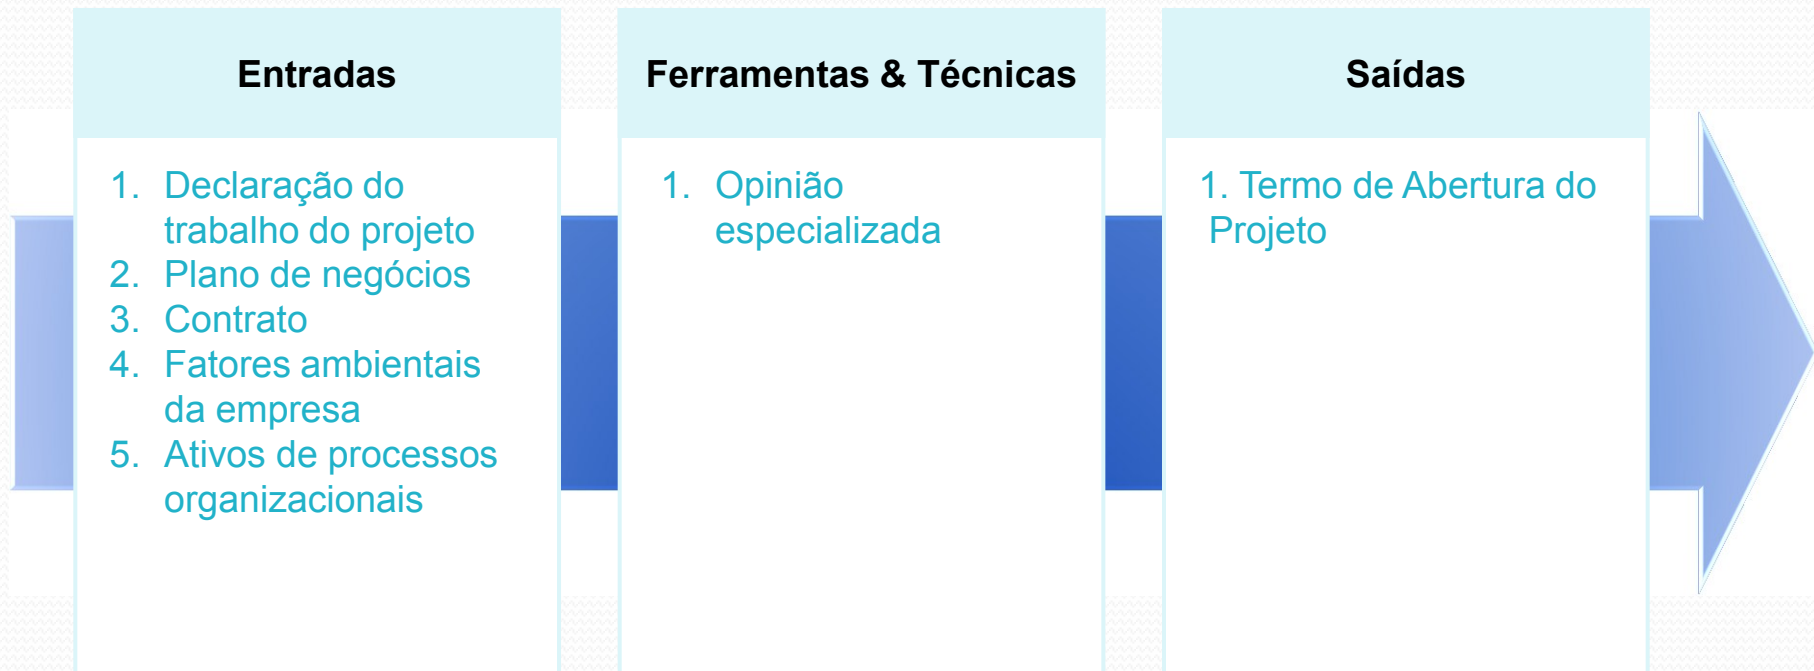 Entradas
1. Declaração do
trabalho do projeto
2. Plano de negócios
3. Contrato
4. Fatores ambientais
da empresa
5. Ativos de processos
organizacionais
Ferramentas & Técnicas
1. Opinião
especializada
Saídas
1. Termo de Abertura do
Projeto